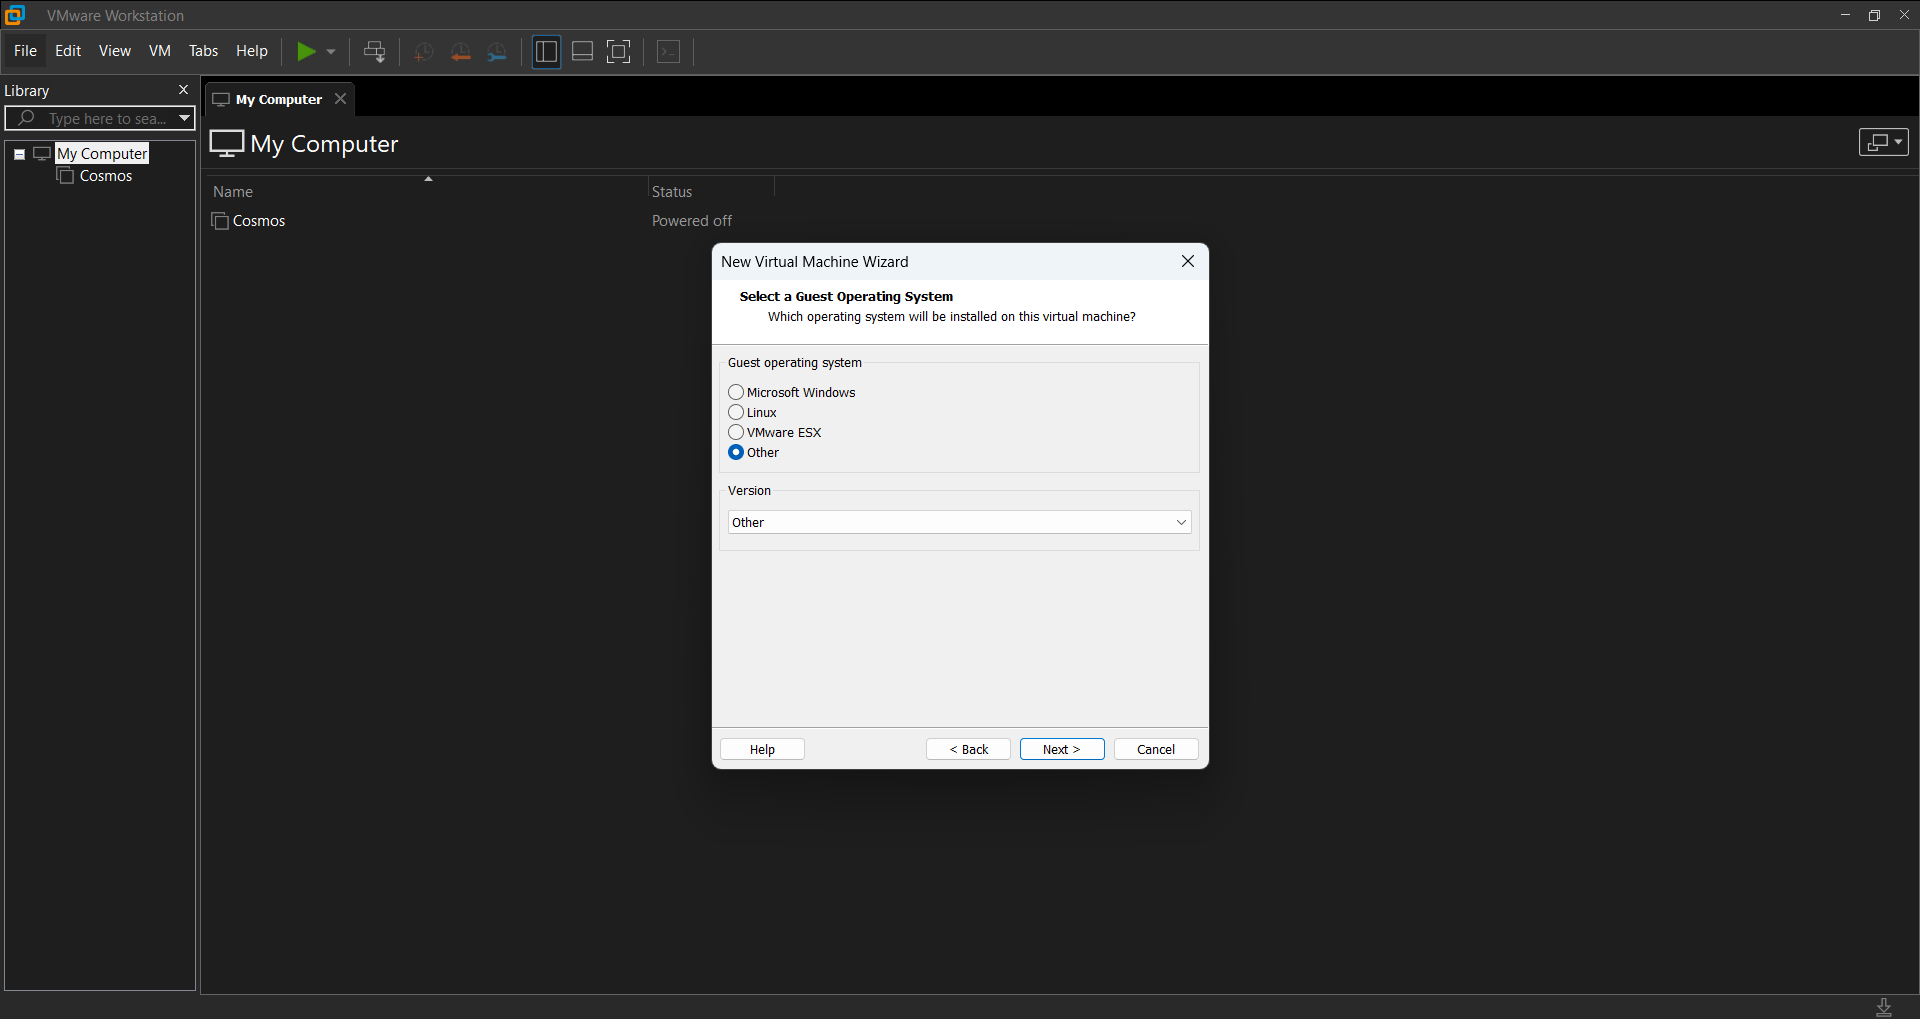 VMware Workstation
File Edit View VM Tabs Help
Library
Type here to sea...
My Computer
Cosmos
My Computer
My Computer
Name Status
Cosmos Powered off
New Virtual Machine Wizard
Select a Guest Operating System
Which operating system will be installed on this virtual machine?
Guest operating system
Microsoft Windows
Linux
VMware ESX
Other
Version
Other
Help < Back Next > Cancel